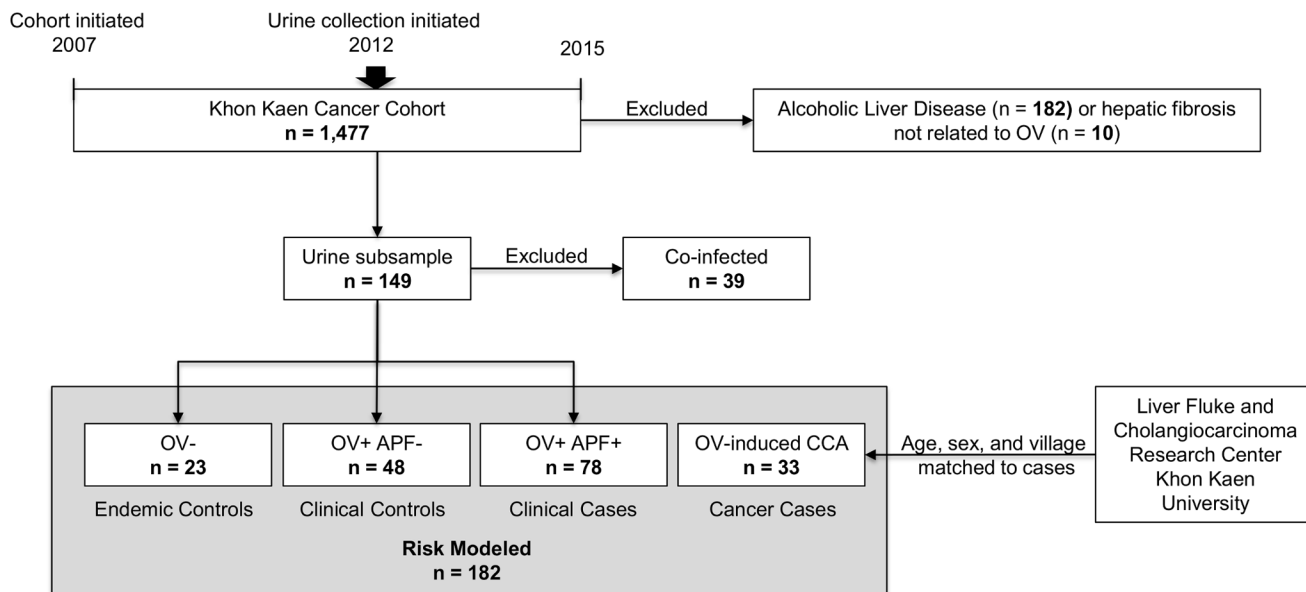 Cohort initiated
2007
Urine collection initiated
2012
2015
Khon Kaen Cancer Cohort
n = 1,477
Excluded
Alcoholic Liver Disease (n = 182) or hepatic fibrosis
not related to OV (n = 10)
Urine subsample
n = 149
Excluded
Co-infected
n = 39
OV-
n = 23
Endemic Controls
OV+ APF-
n = 48
Clinical Controls
OV+ APF+
n = 78
Clinical Cases
OV-induced CCA
n = 33
Cancer Cases
Age, sex, and village
matched to cases
Liver Fluke and
Cholangiocarcinoma
Research Center
Khon Kaen
University
Risk Modeled
n = 182